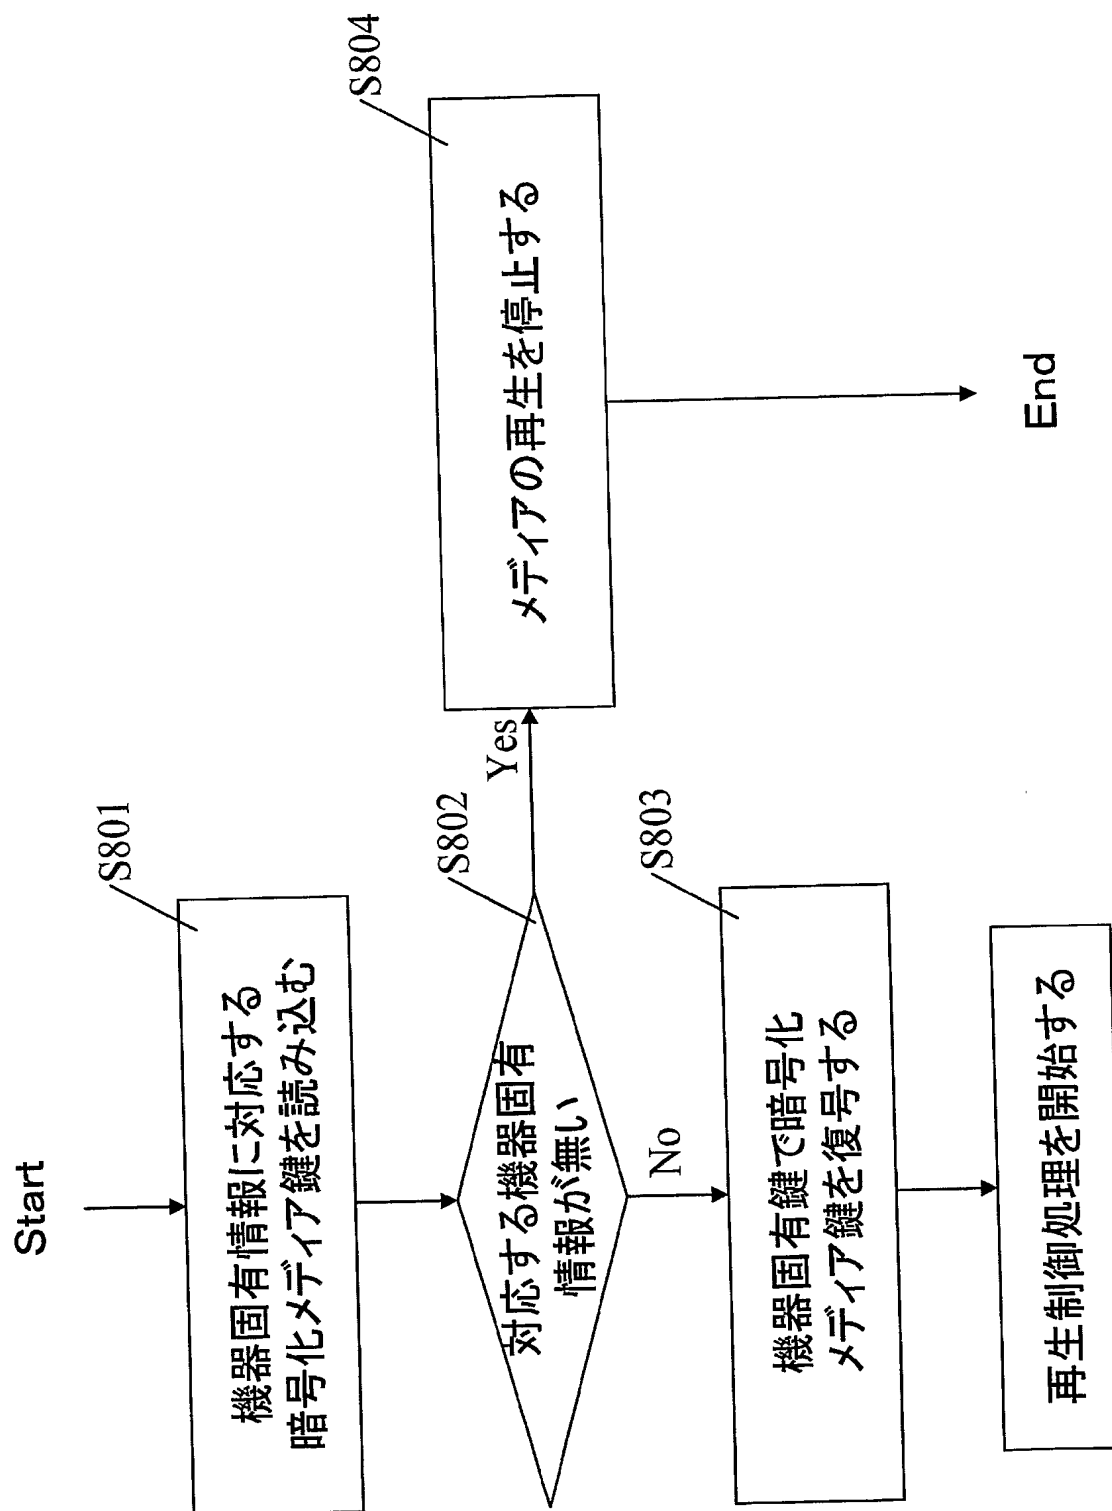 Start
S801
機器固有情報に対応する
暗号化メディア鍵を読み込む
S802
対応する機器固有
情報が無い
Yes
No
S804
メディアの再生を停止する
End
S803
機器固有鍵で暗号化
メディア鍵を復号する
再生制御処理を開始する